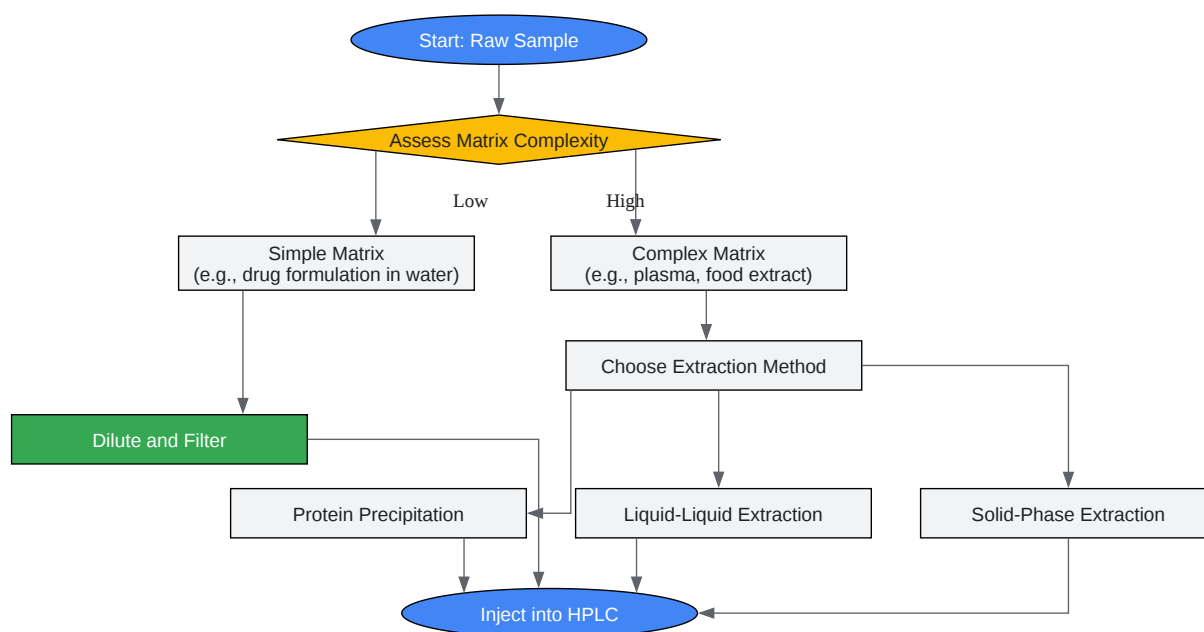 Start: Raw Sample
Assess Matrix Complexity
Low
High
Simple Matrix
(e.g., drug formulation in water)
Complex Matrix
(e.g., plasma, food extract)
Choose Extraction Method
Dilute and Filter
Protein Precipitation
Liquid-Liquid Extraction
Solid-Phase Extraction
Inject into HPLC